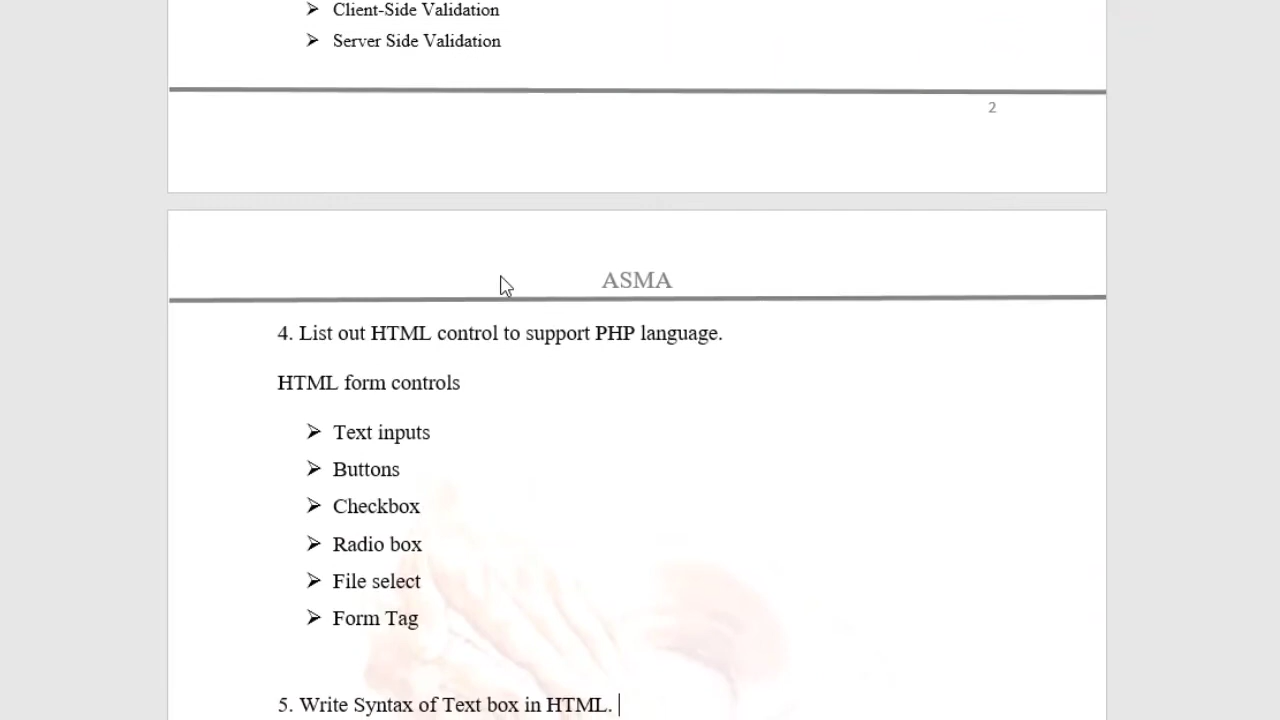 ➢ Client-Side Validation
➢ Server Side Validation
2
ASMA
4. List out HTML control to support PHP language.
HTML form controls
➢ Text inputs
➢ Buttons
➢ Checkbox
➢ Radio box
➢ File select
➢ Form Tag
5. Write Syntax of Text box in HTML.